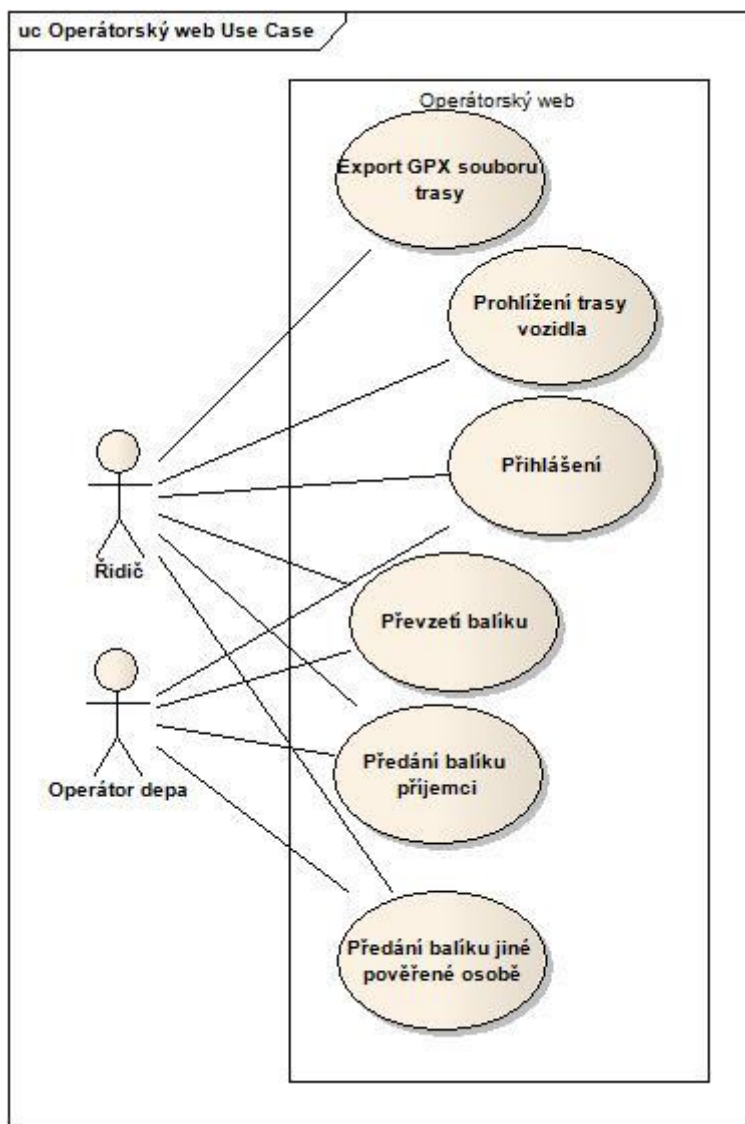 uc Operátorský web Use Case
Operátorský web
Export GPX souboru
trasy
Prohlížení trasy
vozidla
Přihlášení
Řidič
Převzetí balíku
Operátor depa
Předání balíku
příjemci
Předání balíku jiné
pověřené osobě